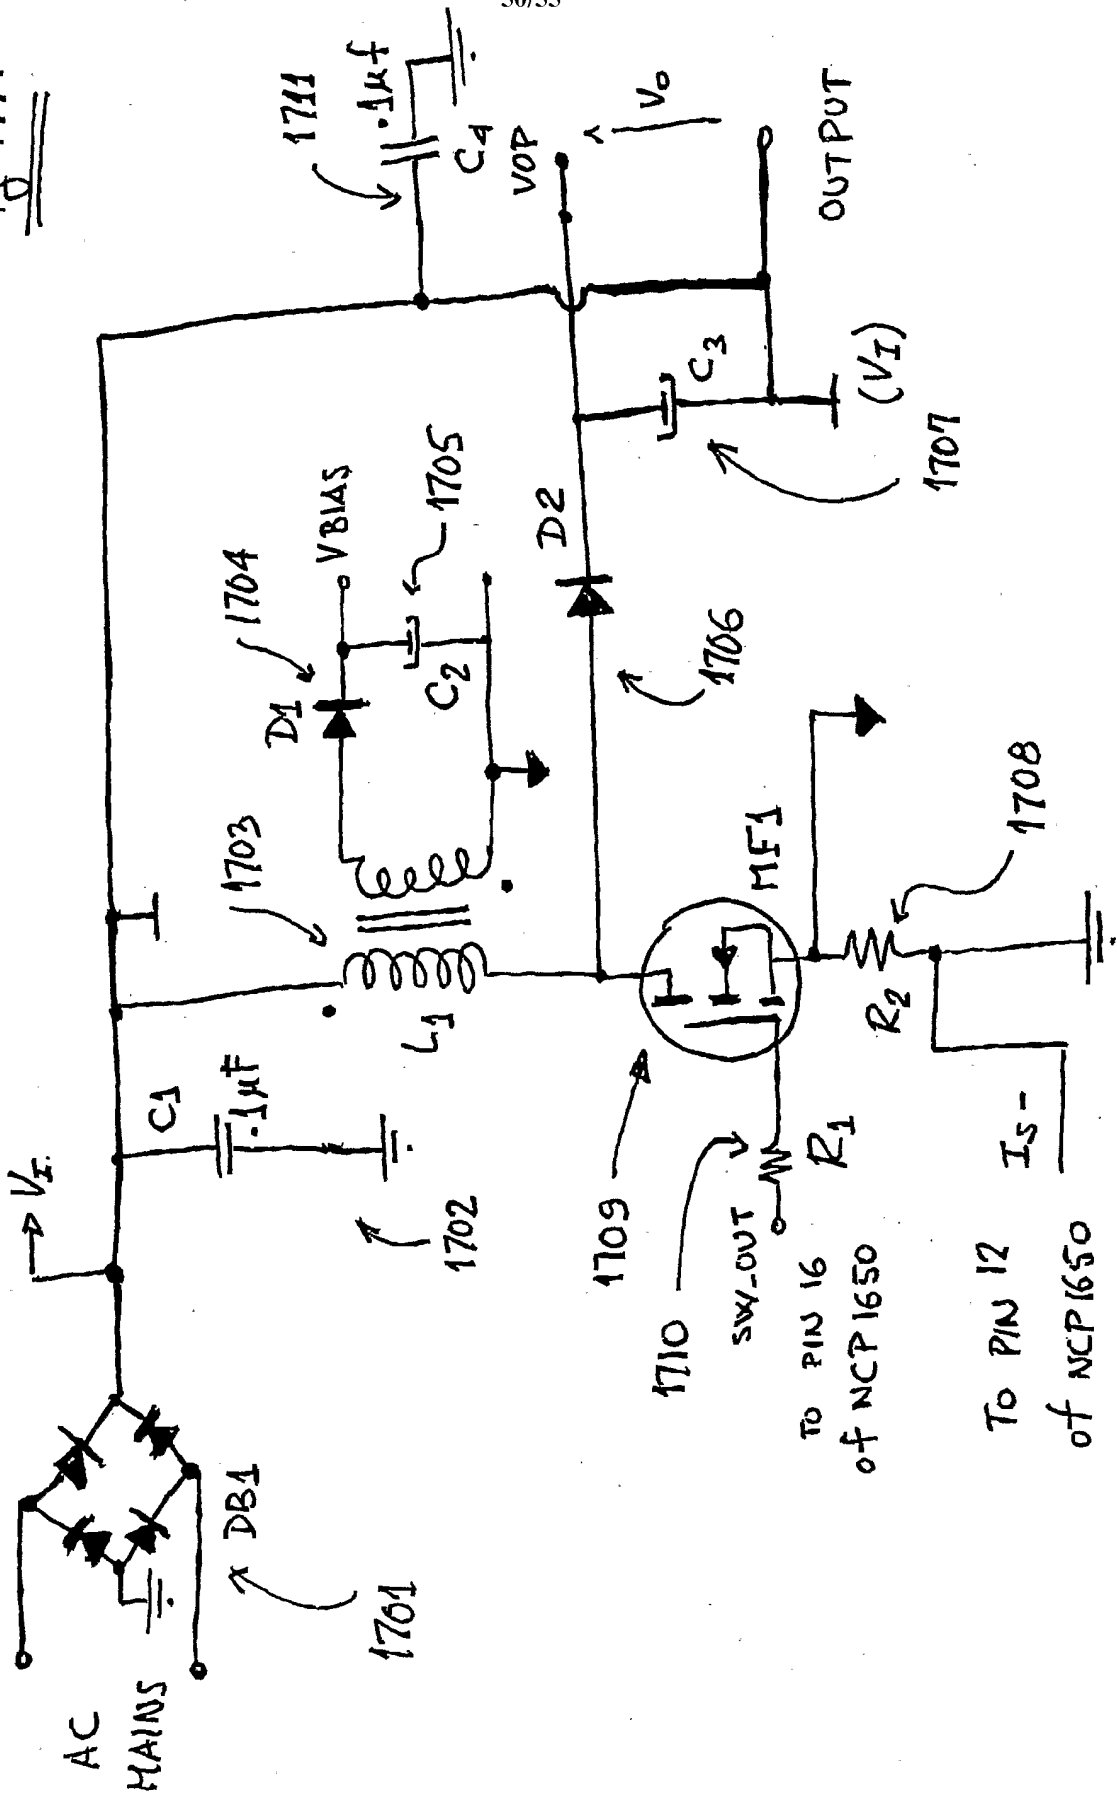 AC
MAINS
1701
DB1
VI
C1
.1µF
1702
1703
L1
D1
1704
VBIAS
C2
1705
1711
.1µf
C4
VOP
Vo
OUTPUT
D2
1706
C3
(VI)
1707
MF1
1709
1710
SW_OUT
R1
TO PIN 16
of NCP1650
R2
1708
IS-
TO PIN 12
of NCP1650